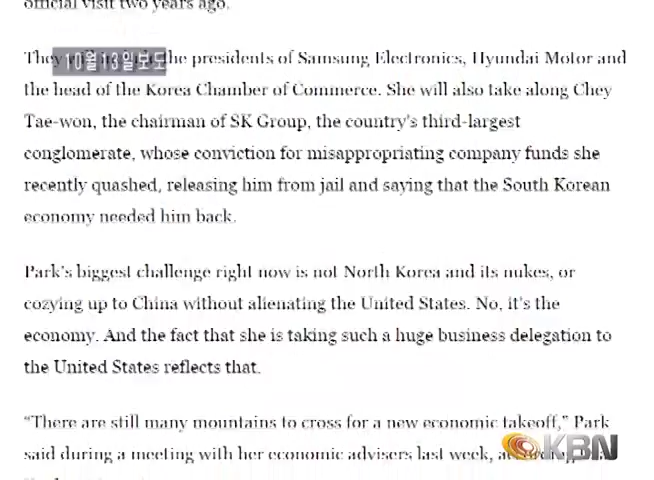 official visit two years ago.
They the presidents of Samsung Electronics, Hyundai Motor and
10월13일보도
the head of the Korea Chamber of Commerce. She will also take along Chey
Tae-won, the chairman of SK Group, the country's third-largest
conglomerate, whose conviction for misappropriating company funds she
recently quashed, releasing him from jail and saying that the South Korean
economy needed him back.
Park's biggest challenge right now is not North Korea and its nukes, or
cozying up to China without alienating the United States. No, it's the
economy. And the fact that she is taking such a huge business delegation to
the United States reflects that.
“There are still many mountains to cross for a new economic takeoff,” Park
said during a meeting with her economic advisers last week,
KBN